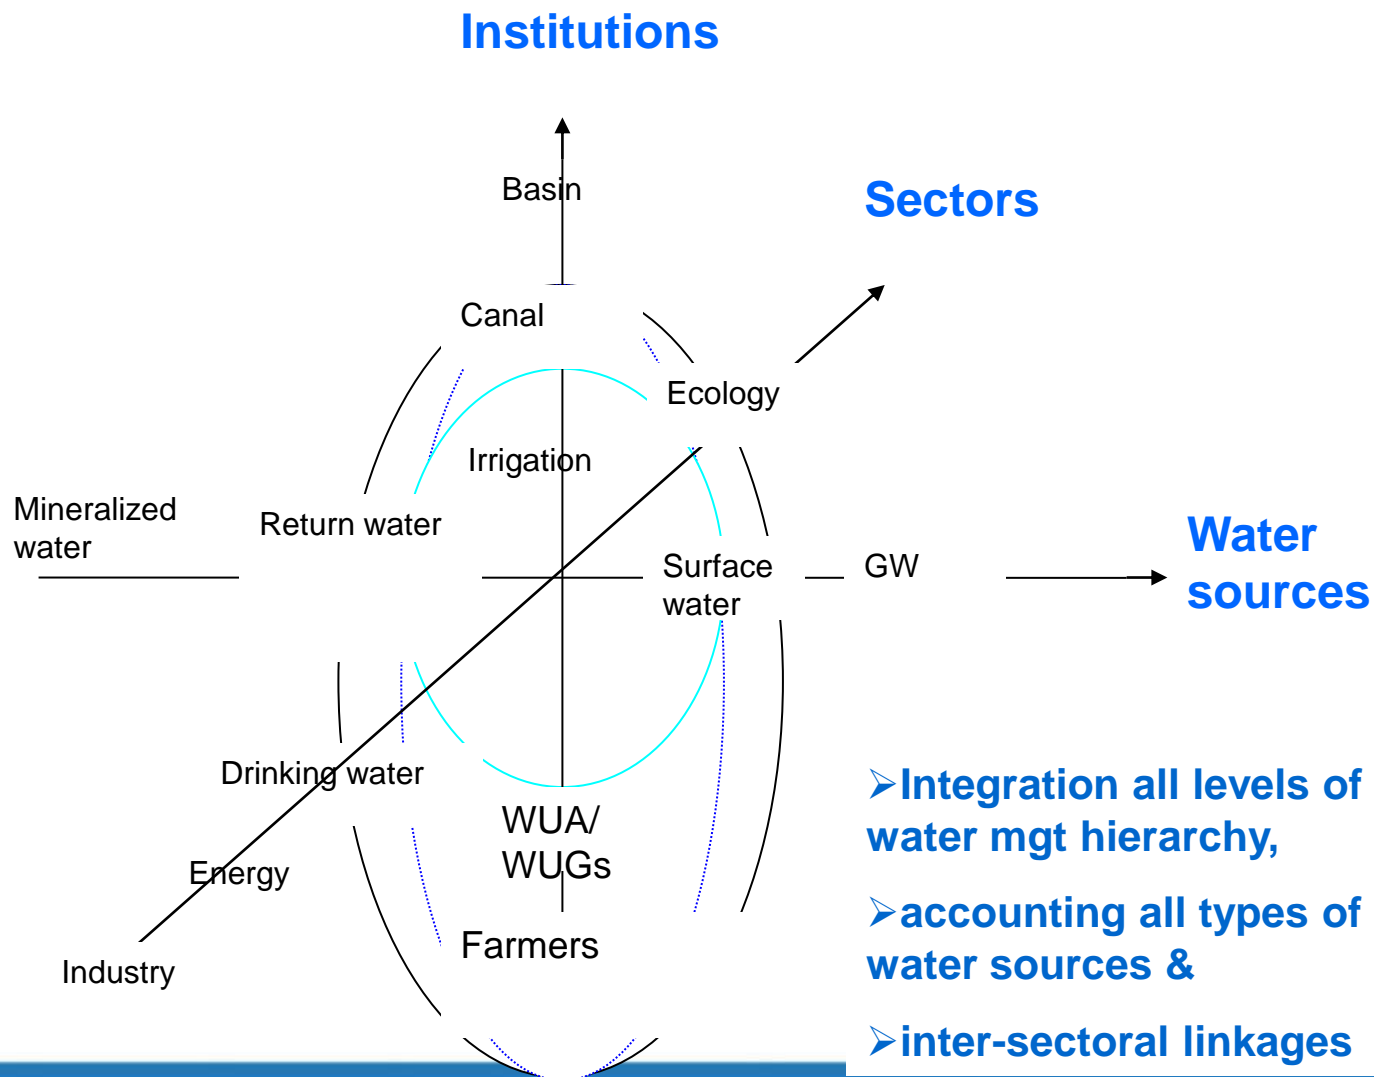 Institutions
Basin
Sectors
Canal
Ecology
Irrigation
Mineralized
water
Return water
Surface
water
GW
Water
sources
Drinking water
WUA/
WUGs
Energy
Farmers
Industry
➢Integration all levels of
water mgt hierarchy,
➢accounting all types of
water sources &
➢inter-sectoral linkages